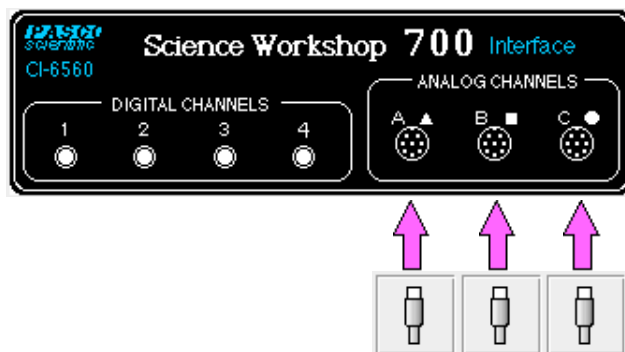 PASCO
scientific
CI-6560
Science Workshop 700 Interface
DIGITAL CHANNELS
1 2 3 4
ANALOG CHANNELS
A B C